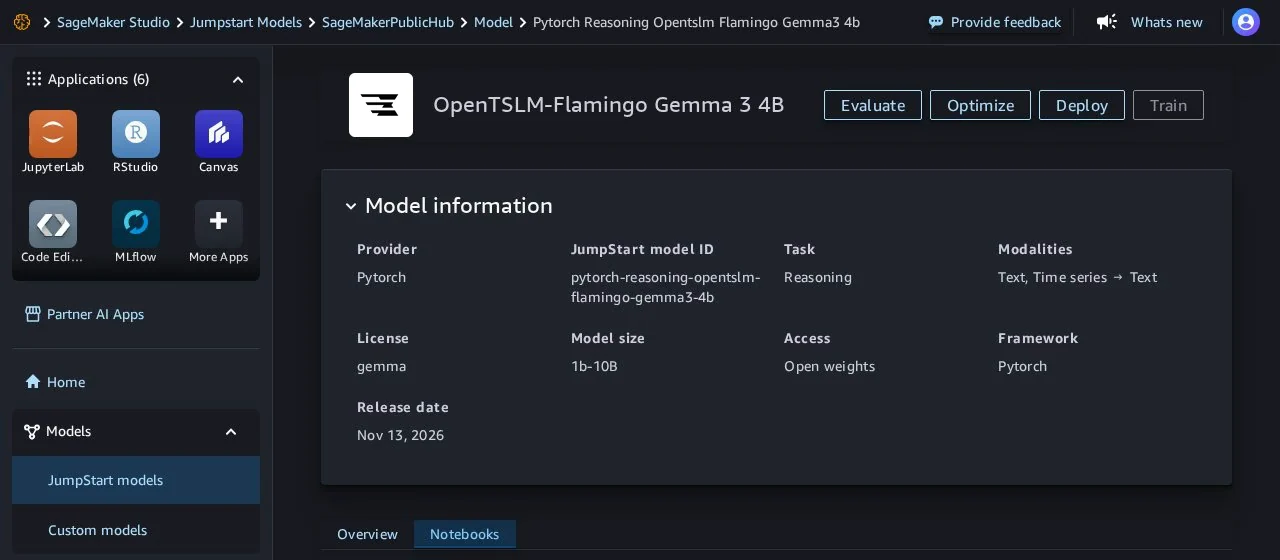 SageMaker Studio > Jumpstart Models > SageMakerPublicHub > Model > Pytorch Reasoning Opentslm Flamingo Gemma3 4b
Provide feedback
Whats new
Applications (6)
JupyterLab
RStudio
Canvas
Code Edi...
MLflow
More Apps
Partner AI Apps
Home
Models
JumpStart models
Custom models
OpenTSLM-Flamingo Gemma 3 4B
Evaluate
Optimize
Deploy
Train
Model information
Provider
Pytorch
JumpStart model ID
pytorch-reasoning-opentslm-
flamingo-gemma3-4b
Task
Reasoning
Modalities
Text, Time series → Text
License
gemma
Model size
1b-10B
Access
Open weights
Framework
Pytorch
Release date
Nov 13, 2026
Overview
Notebooks